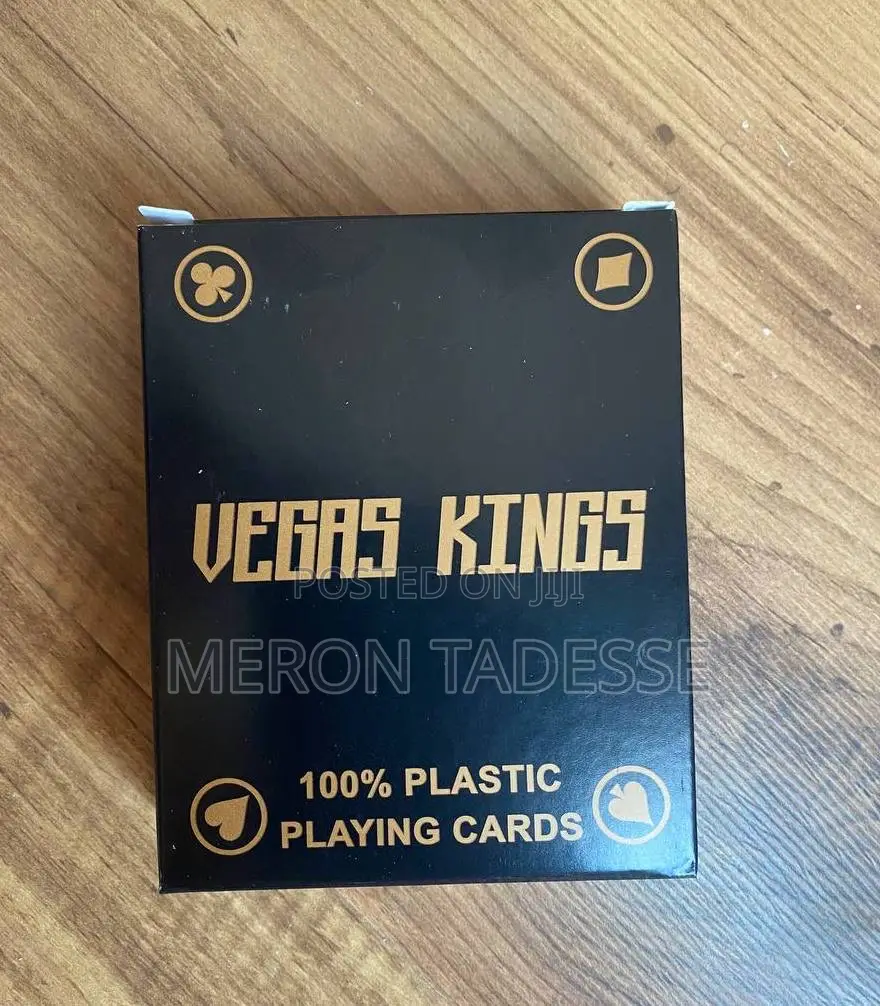 VEGAS KINGS
POSTED ON JIJI
MERON TADESSE
100% PLASTIC
PLAYING CARDS